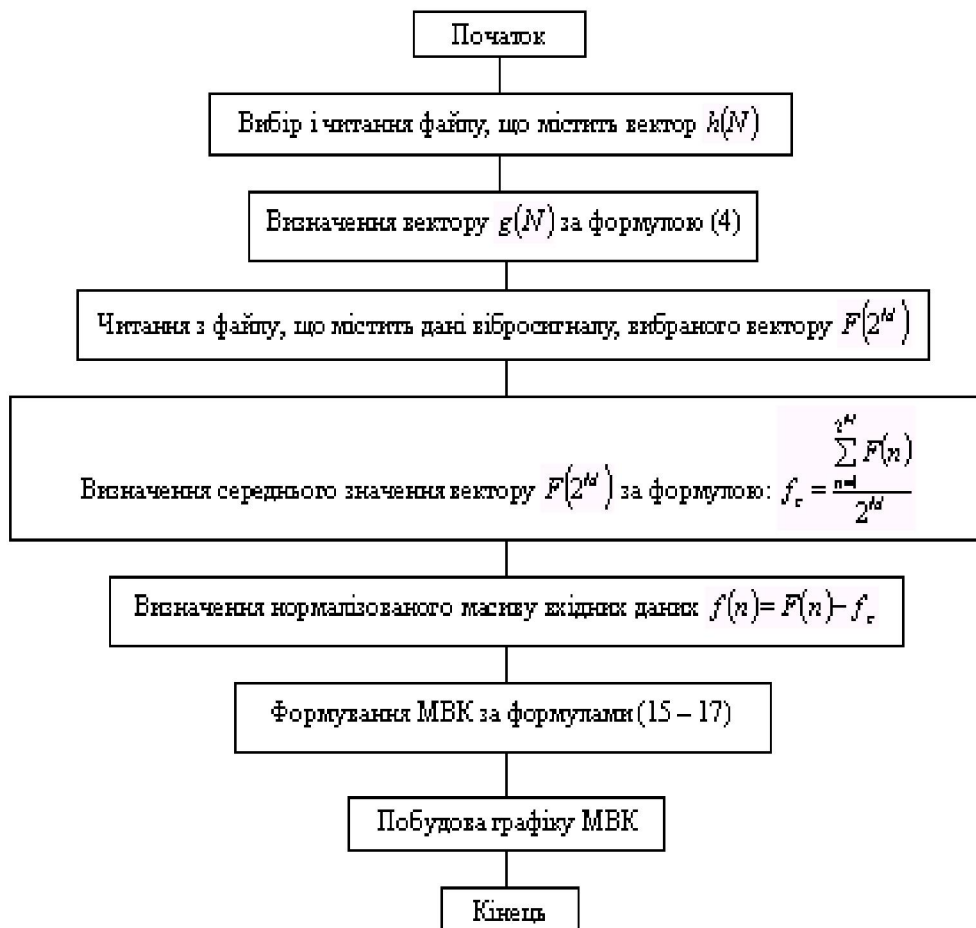 Початок
Вибір і читання файлу, що містить вектор h(N)
Визначення вектору g(N) за формулою (4)
Читання з файлу, що містить дані вібросигналу, вибраного вектору F(2^M)
Визначення середнього значення вектору F(2^M) за формулою: f_c = \frac{\sum_{n=1}^{2^M} F(n)}{2^M}
Визначення нормалізованого масиву вхідних даних f(n)= F(n)- f_c
Формування МВК за формулами (15 – 17)
Побудова графіку МВК
Кінець